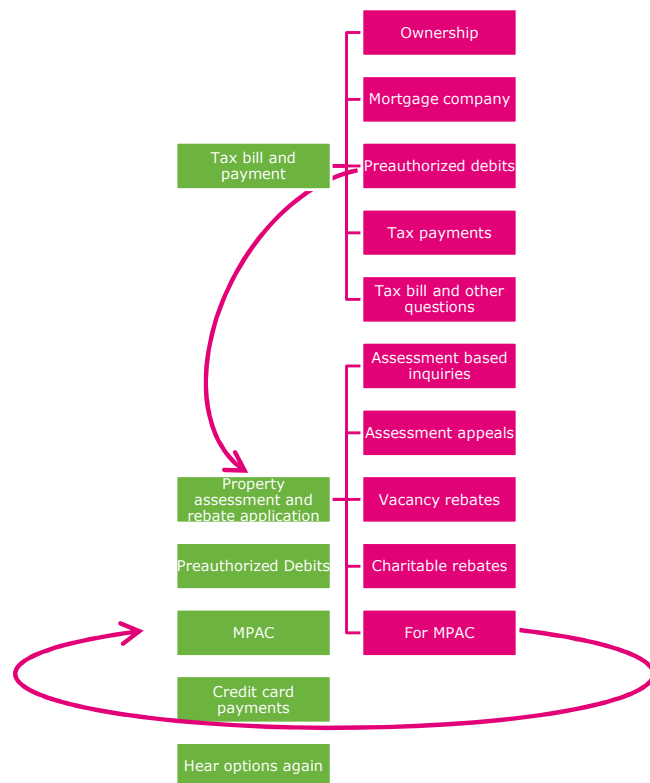 Ownership
Mortgage company
Tax bill and
payment
Preauthorized debits
Tax payments
Tax bill and other
questions
Assessment based
inquiries
Assessment appeals
Property
assessment and
rebate application
Vacancy rebates
Preauthorized Debits
Charitable rebates
MPAC
For MPAC
Credit card
payments
Hear options again